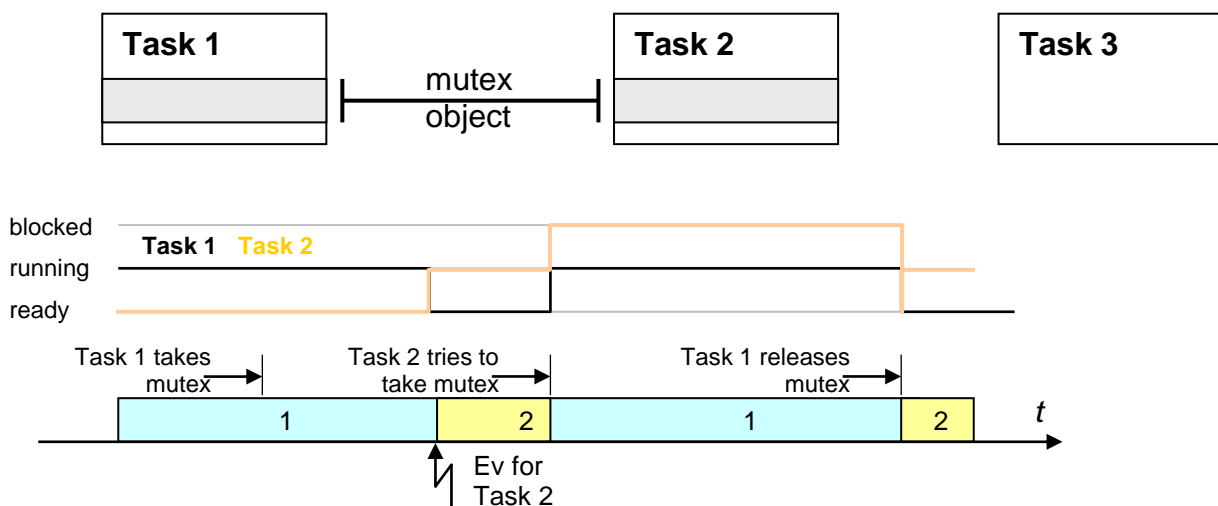 Task 1
Task 2
Task 3
mutex
object
blocked
Task 1 Task 2
running
ready
Task 1 takes
mutex
Task 2 tries to
take mutex
Task 1 releases
mutex
1
2
1
2
t
Ev for
Task 2